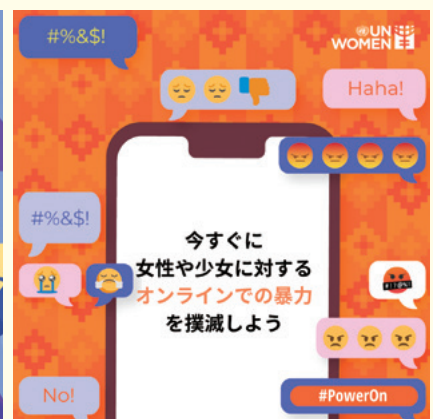 #%&$!
UN
WOMEN
Haha!
#%&$!
今すぐに
女性や少女に対する
オンラインでの暴力
を撲滅しよう
#!?@%!
No!
#PowerOn